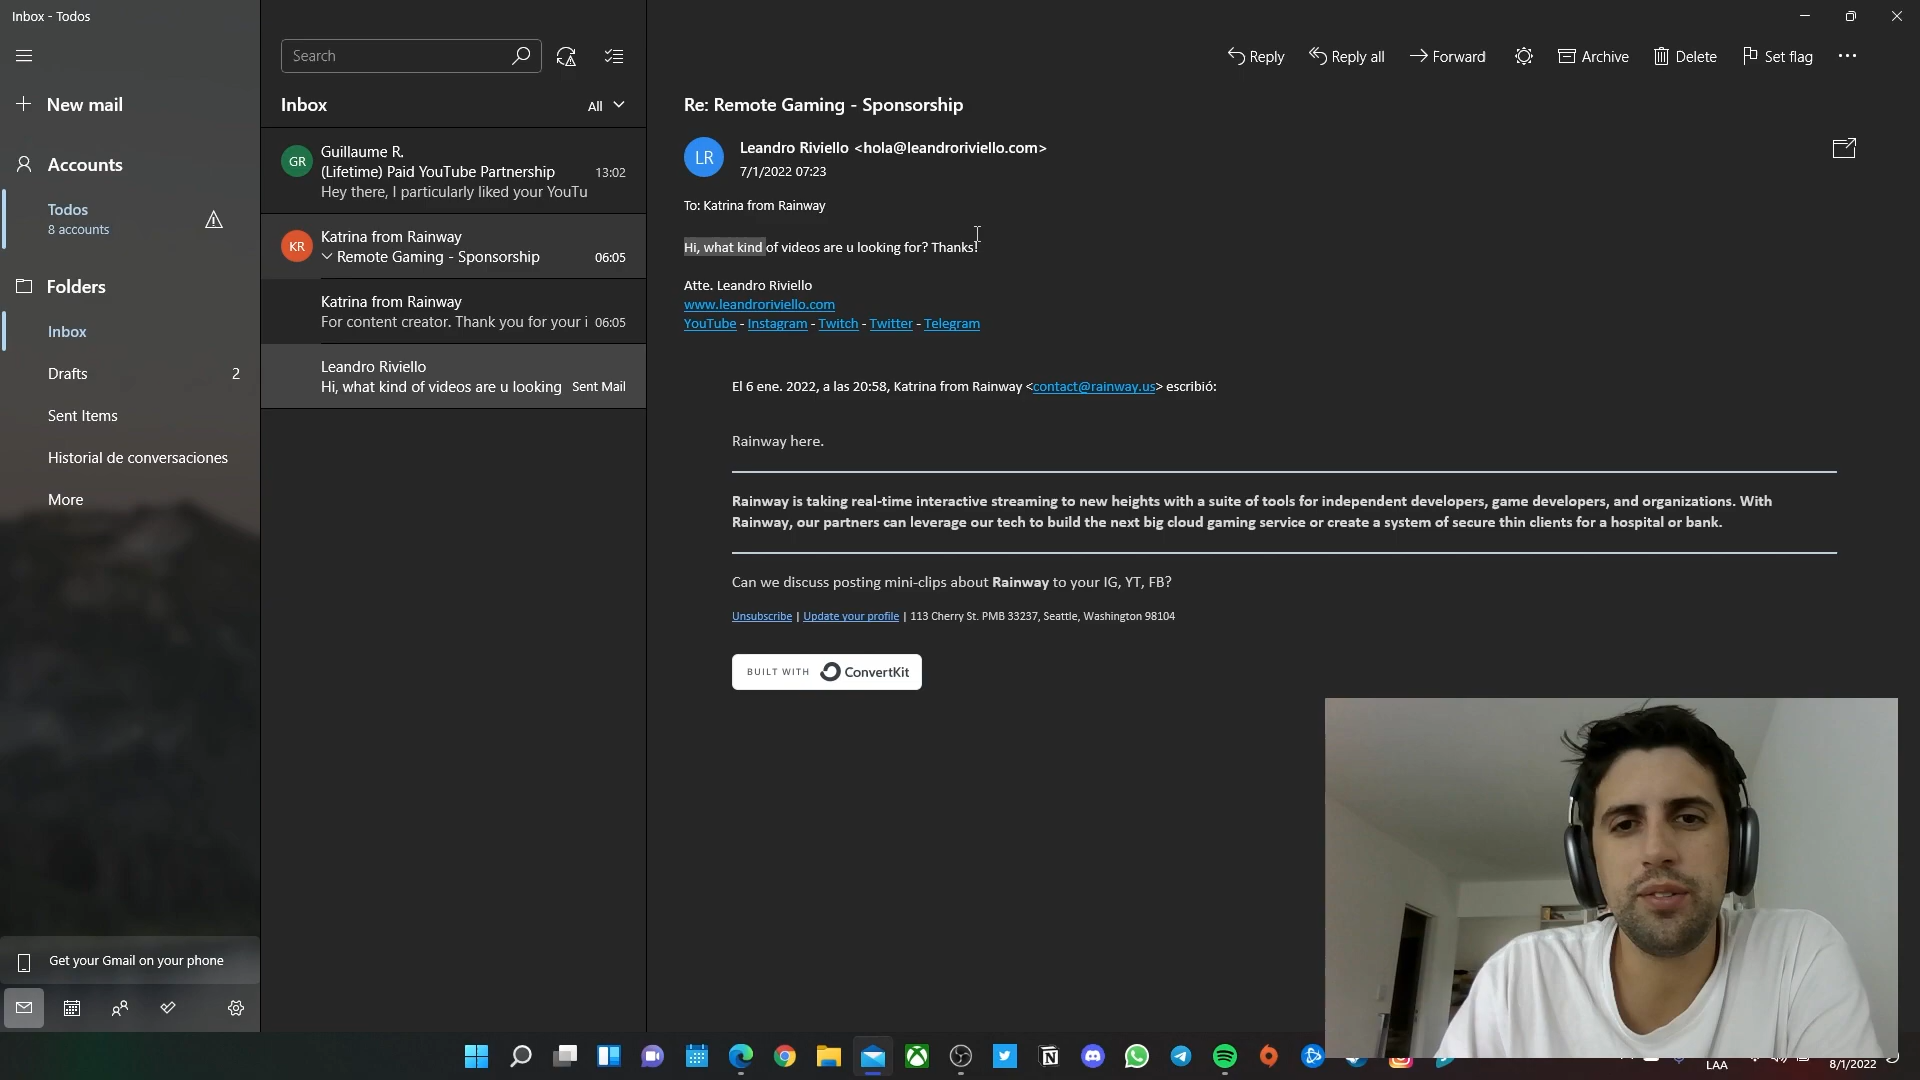 Inbox - Todos
New mail
Accounts
Todos
8 accounts
Folders
Inbox
Drafts 2
Sent Items
Historial de conversaciones
More
Get your Gmail on your phone
Search
Inbox
All
GR
Guillaume R.
(Lifetime) Paid YouTube Partnership 13:02
Hey there, I particularly liked your YouTu
KR
Katrina from Rainway
Remote Gaming - Sponsorship 06:05
Katrina from Rainway
For content creator. Thank you for your i 06:05
Leandro Riviello
Hi, what kind of videos are u looking Sent Mail
Reply Reply all Forward Archive Delete Set flag
Re: Remote Gaming - Sponsorship
LR
Leandro Riviello <hola@leandroriviello.com>
7/1/2022 07:23
To: Katrina from Rainway
Hi, what kind of videos are u looking for? Thanks!
Atte. Leandro Riviello
www.leandroriviello.com
YouTube - Instagram - Twitch - Twitter - Telegram
El 6 ene. 2022, a las 20:58, Katrina from Rainway <contact@rainway.us> escribió:
Rainway here.
Rainway is taking real-time interactive streaming to new heights with a suite of tools for independent developers, game developers, and organizations. With
Rainway, our partners can leverage our tech to build the next big cloud gaming service or create a system of secure thin clients for a hospital or bank.
Can we discuss posting mini-clips about Rainway to your IG, YT, FB?
Unsubscribe | Update your profile | 113 Cherry St. PMB 33237, Seattle, Washington 98104
BUILT WITH ConvertKit
LAA
8/1/2022